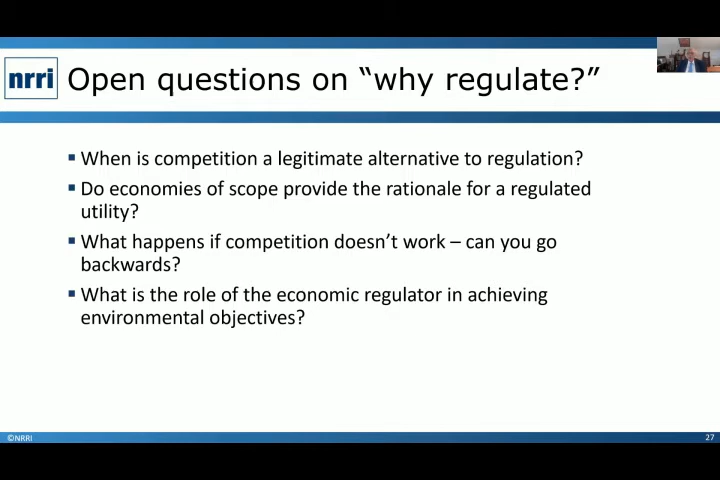 nrri
Open questions on “why regulate?”
▪ When is competition a legitimate alternative to regulation?
▪ Do economies of scope provide the rationale for a regulated
utility?
▪ What happens if competition doesn’t work – can you go
backwards?
▪ What is the role of the economic regulator in achieving
environmental objectives?
©NRRI
27